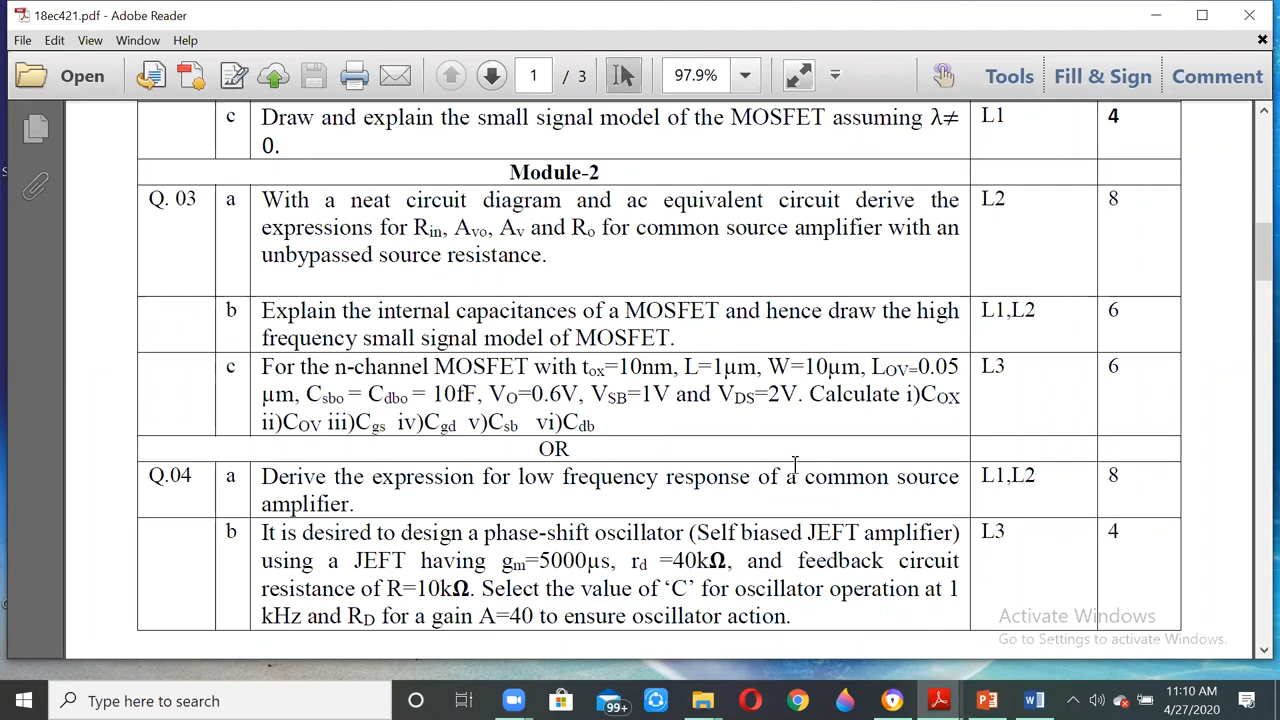 18ec421.pdf - Adobe Reader
File Edit View Window Help
Open 1 / 3 97.9% Tools Fill & Sign Comment
c Draw and explain the small signal model of the MOSFET assuming λ≠ L1 4
0.
Module-2
Q. 03 a With a neat circuit diagram and ac equivalent circuit derive the L2 8
expressions for Rin, Avo, Av and Ro for common source amplifier with an
unbypassed source resistance.
b Explain the internal capacitances of a MOSFET and hence draw the high L1,L2 6
frequency small signal model of MOSFET.
c For the n-channel MOSFET with tox=10nm, L=1µm, W=10µm, LOV=0.05 L3 6
µm, Csbo = Cdbo = 10fF, VO=0.6V, VSB=1V and VDS=2V. Calculate i)COX
ii)COV iii)Cgs iv)Cgd v)Csb vi)Cdb
OR
Q.04 a Derive the expression for low frequency response of a common source L1,L2 8
amplifier.
b It is desired to design a phase-shift oscillator (Self biased JEFT amplifier) L3 4
using a JEFT having gm=5000µs, rd =40kΩ, and feedback circuit
resistance of R=10kΩ. Select the value of ‘C’ for oscillator operation at 1
kHz and RD for a gain A=40 to ensure oscillator action.
Activate Windows
Go to Settings to activate Windows.
Type here to search 99+ 11:10 AM
4/27/2020